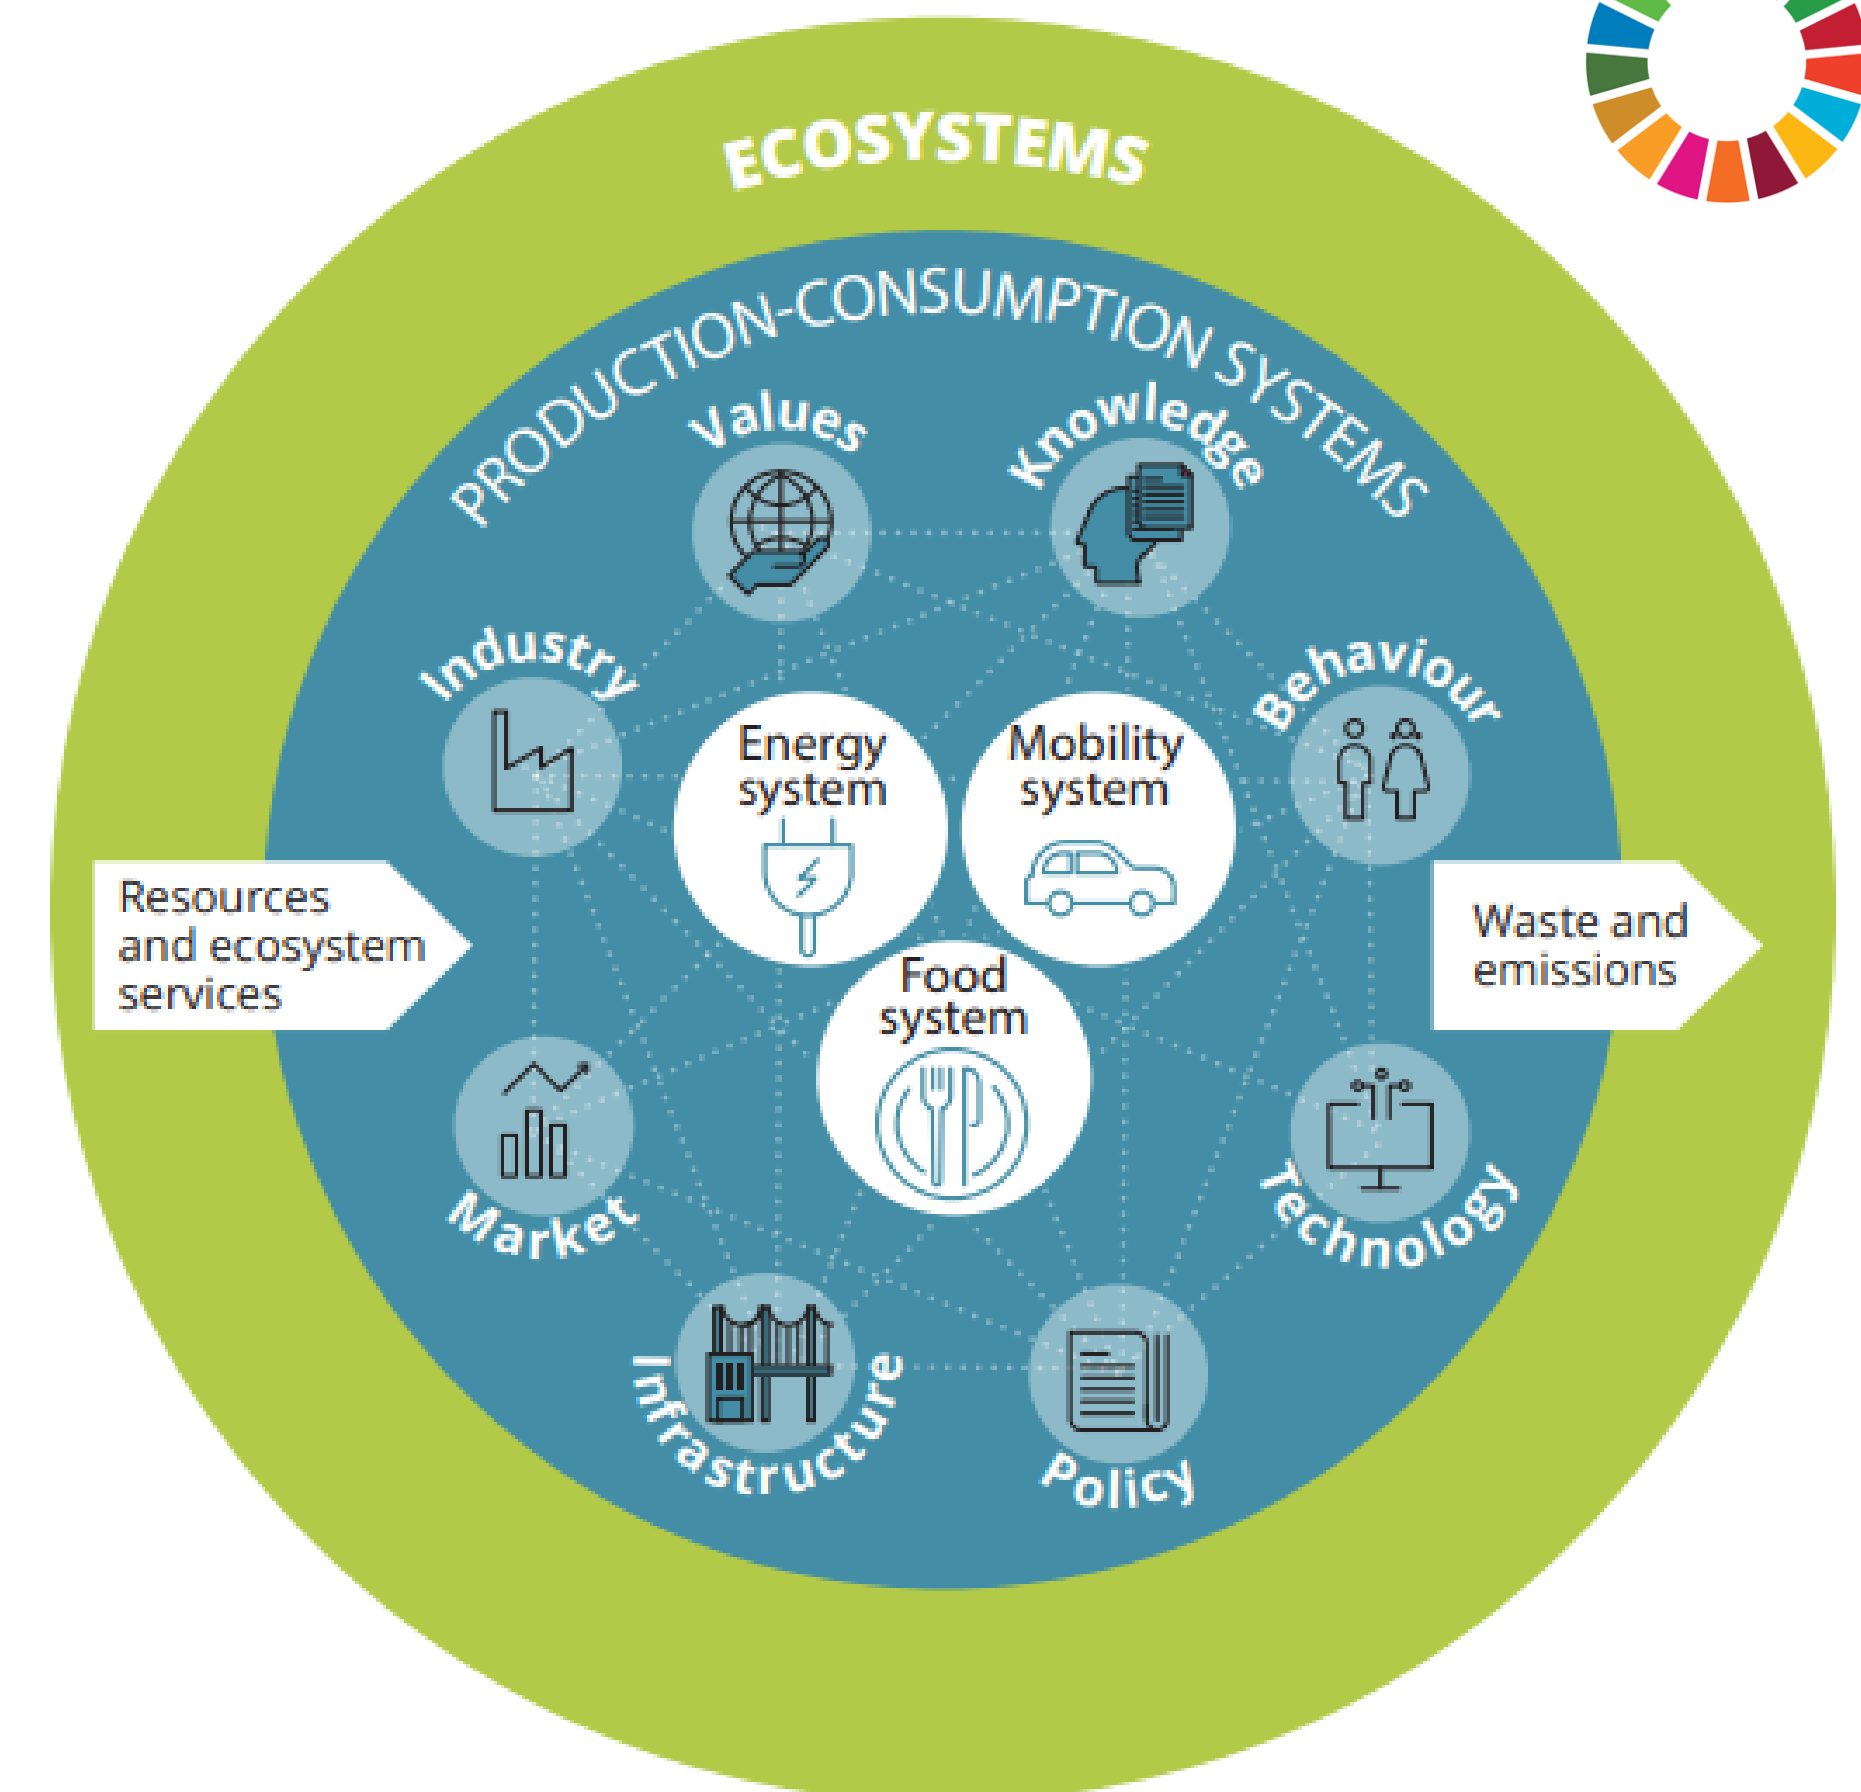 ECOSYSTEMS
PRODUCTION-CONSUMPTION SYSTEMS
Values
Knowledge
Industry
Behaviour
Energy
system
Mobility
system
Resources
and ecosystem
services
Waste and
emissions
Food
system
Market
Technology
Infrastructure
Policy